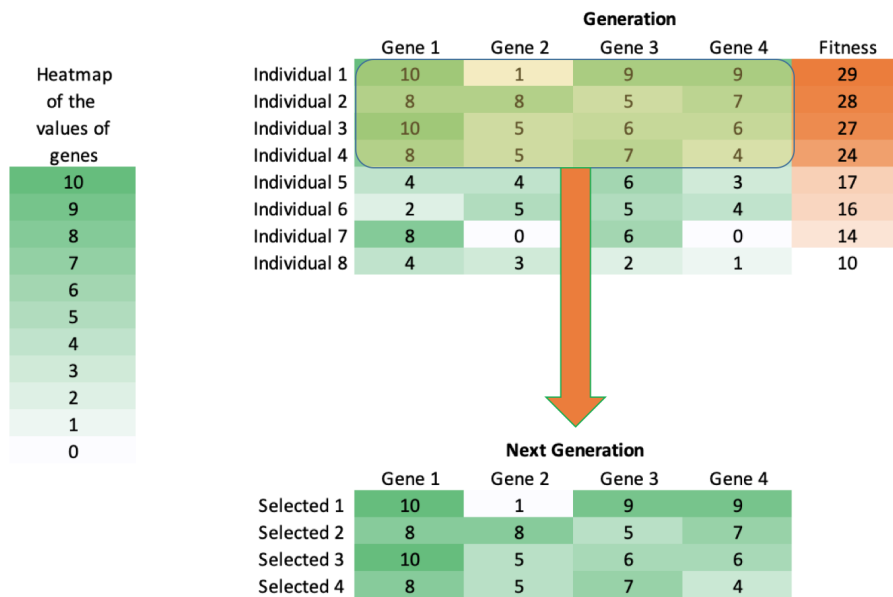 Generation
Gene 1 Gene 2 Gene 3 Gene 4 Fitness
Individual 1 10 1 9 9 29
Individual 2 8 8 5 7 28
Individual 3 10 5 6 6 27
Individual 4 8 5 7 4 24
Individual 5 4 4 6 3 17
Individual 6 2 5 5 4 16
Individual 7 8 0 6 0 14
Individual 8 4 3 2 1 10
Heatmap
of the
values of
genes
10
9
8
7
6
5
4
3
2
1
0
Next Generation
Gene 1 Gene 2 Gene 3 Gene 4
Selected 1 10 1 9 9
Selected 2 8 8 5 7
Selected 3 10 5 6 6
Selected 4 8 5 7 4